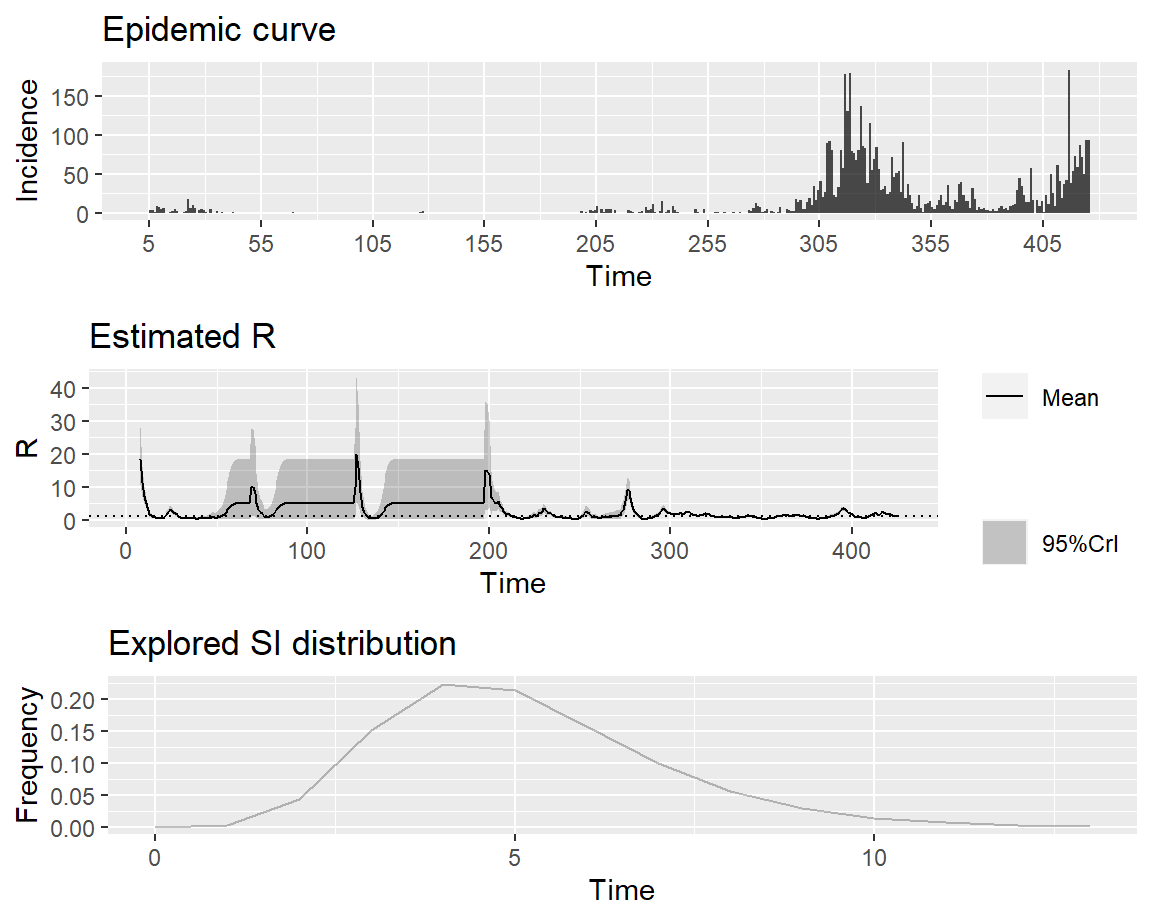 Epidemic curve
Incidence
150
100
50
0
5 55 105 155 205 255 305 355 405
Time
Estimated R
R
40
30
20
10
0
0 100 200 300 400
Time
Mean
95%CrI
Explored SI distribution
Frequency
0.20
0.15
0.10
0.05
0.00
0 5 10
Time